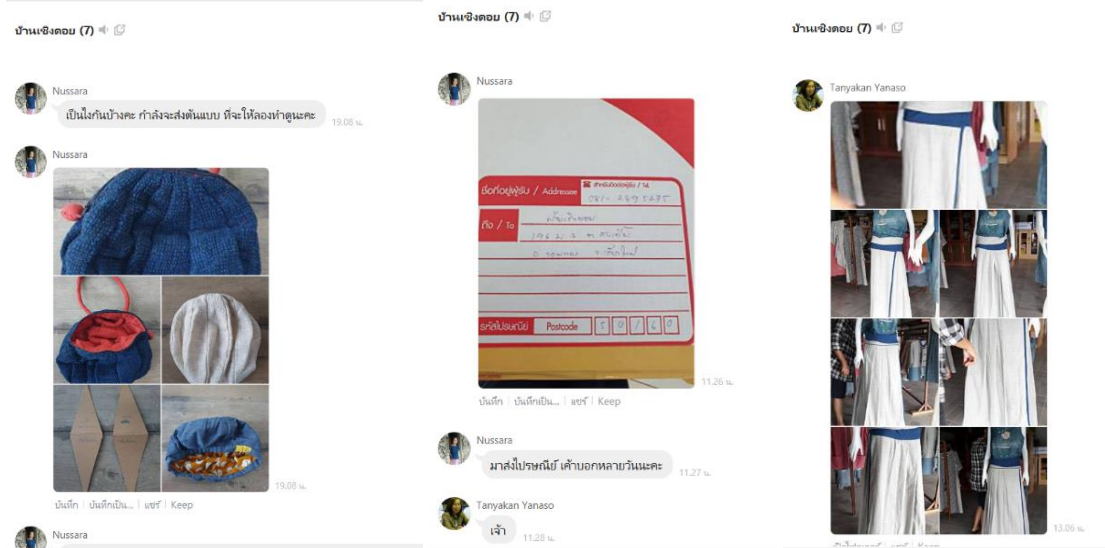 บ้านเชิงดอย (7)
Nussara
เป็นไงกันบ้างคะ กำลังจะส่งต้นแบบ ที่จะให้ลองทำดูนะคะ
19.08 น.
Nussara
19.08 น.
บันทึก | บันทึกเป็น... | แชร์ | Keep
Nussara
บ้านเชิงดอย (7)
Nussara
ชื่อที่อยู่ผู้รับ / Addressee
ถึง / To
รหัสไปรษณีย์ Postcode 50160
11.26 น.
บันทึก | บันทึกเป็น... | แชร์ | Keep
Nussara
มาส่งไปรษณีย์ เค้าบอกหลายวันนะคะ
11.27 น.
Tanyakan Yanaso
เจ้า
11.28 น.
บ้านเชิงดอย (7)
Tanyakan Yanaso
13.06 น.